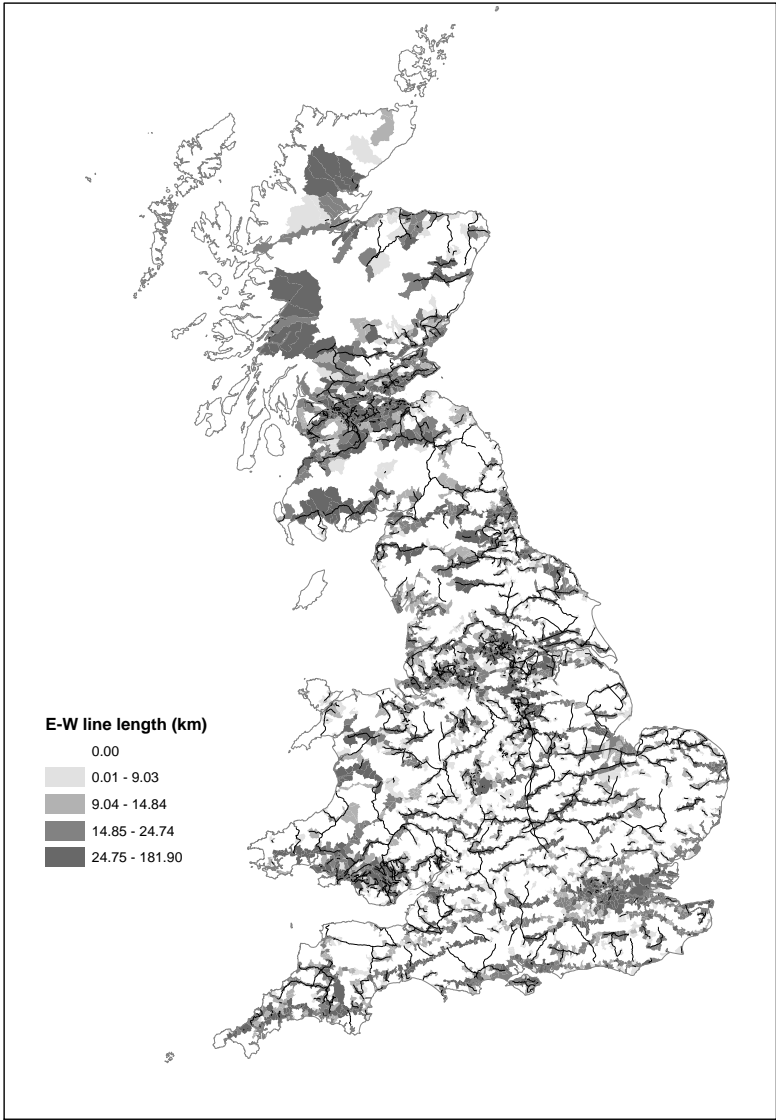 E-W line length (km)
0.00
0.01 - 9.03
9.04 - 14.84
14.85 - 24.74
24.75 - 181.90